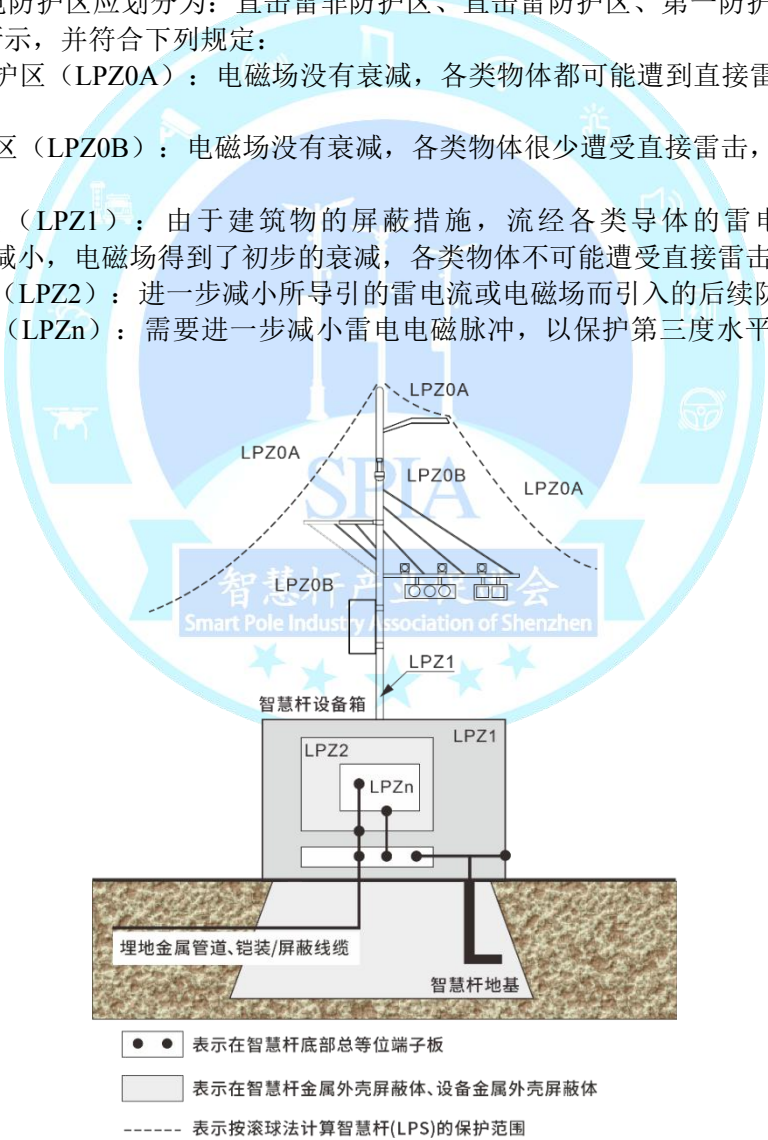 防护区应划分为：直击雷非防护区、直击雷防护区、第一防护
所示，并符合下列规定：
护区（LPZ0A）：电磁场没有衰减，各类物体都可能遭到直接雷
区（LPZ0B）：电磁场没有衰减，各类物体很少遭受直接雷击，
（LPZ1）：由于建筑物的屏蔽措施，流经各类导体的雷电
减小，电磁场得到了初步的衰减，各类物体不可能遭受直接雷击
（LPZ2）：进一步减小所导引的雷电流或电磁场而引入的后续防
（LPZn）：需要进一步减小雷电电磁脉冲，以保护第三度水平
LPZ0A
LPZ0A
LPZ0B
LPZ0A
SPIA
智慧杆产业促进会
LPZ0B
Smart Pole Industry Association of Shenzhen
LPZ1
智慧杆设备箱
LPZ1
LPZ2
LPZn
埋地金属管道、铠装/屏蔽线缆
智慧杆地基
表示在智慧杆底部总等位端子板
表示在智慧杆金属外壳屏蔽体、设备金属外壳屏蔽体
表示按滚球法计算智慧杆(LPS)的保护范围